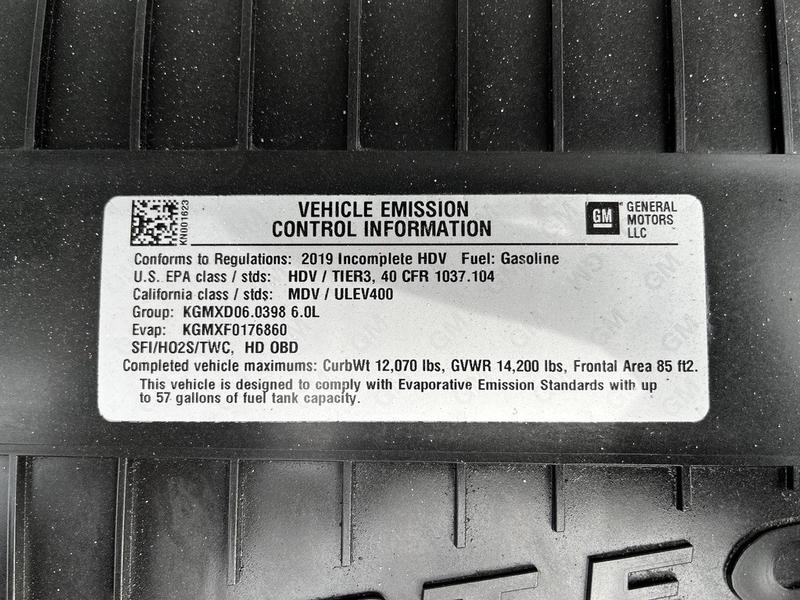 KN001623
VEHICLE EMISSION
CONTROL INFORMATION
GM
GENERAL
MOTORS
LLC
Conforms to Regulations: 2019 Incomplete HDV Fuel: Gasoline
U.S. EPA class / stds: HDV / TIER3, 40 CFR 1037.104
California class / stds: MDV / ULEV400
Group: KGMXD06.0398 6.0L
Evap: KGMXF0176860
SFI/HO2S/TWC, HD OBD
Completed vehicle maximums: CurbWt 12,070 lbs, GVWR 14,200 lbs, Frontal Area 85 ft2.
This vehicle is designed to comply with Evaporative Emission Standards with up
to 57 gallons of fuel tank capacity.